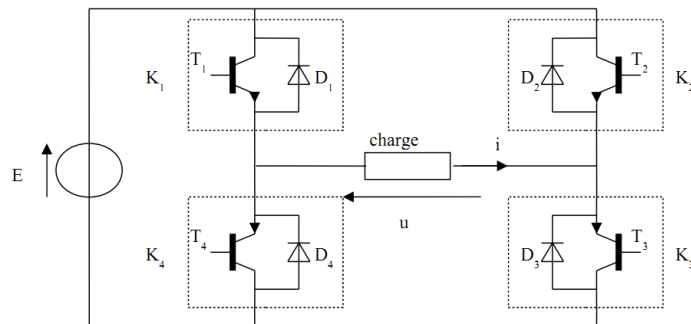 T₁
D₁
K₁
T₂
D₂
K₂
charge
i
E
u
T₄
D₄
K₄
T₃
D₃
K₃